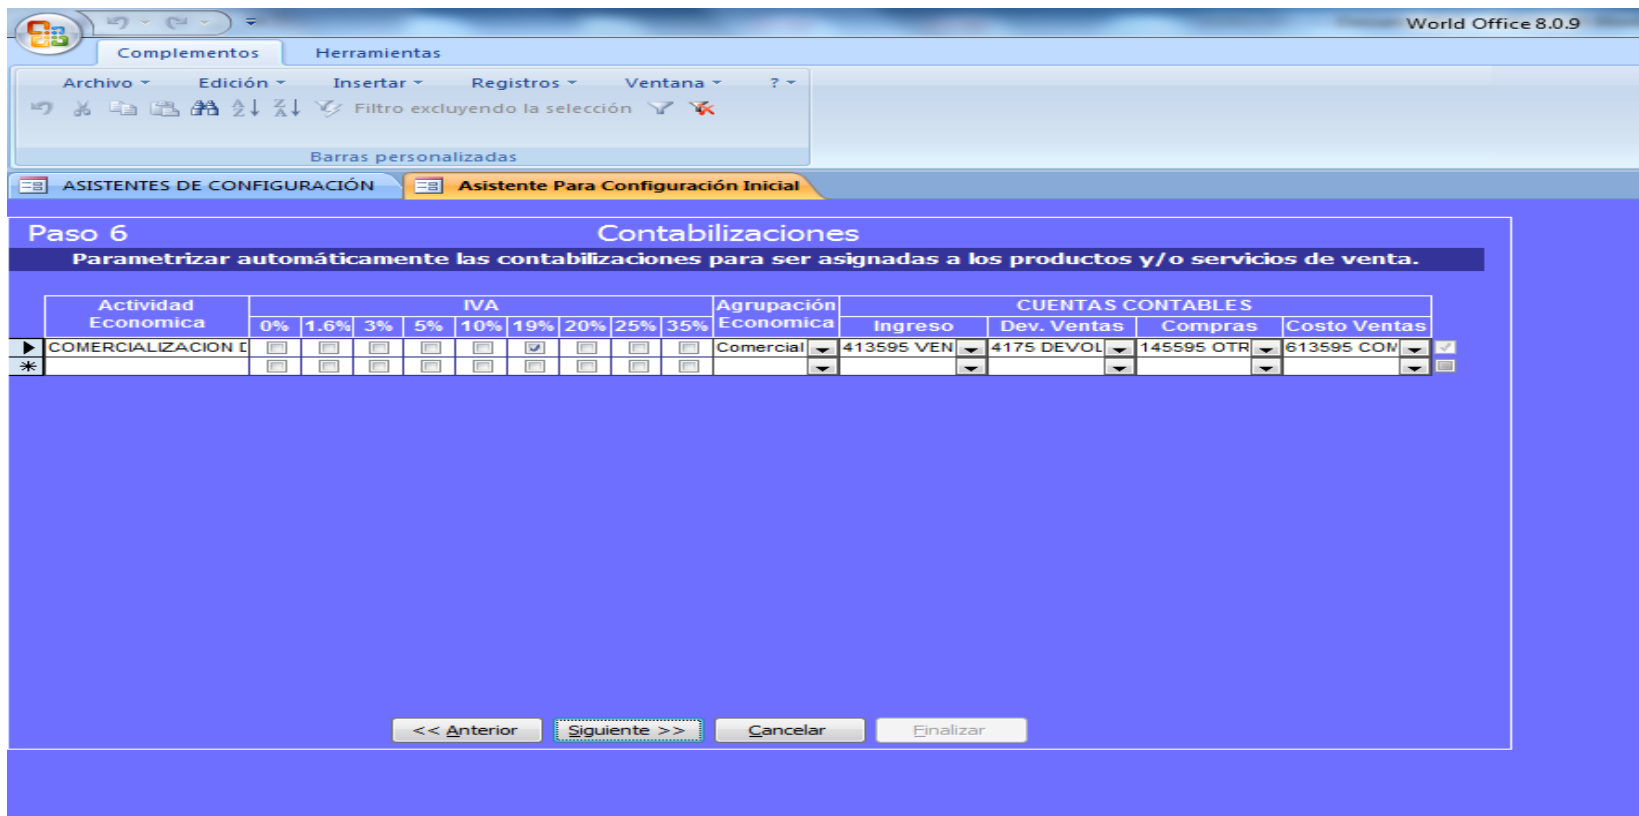 World Office 8.0.9
Complementos Herramientas
Archivo Edición Insertar Registros Ventana ?
Filtro excluyendo la selección
Barras personalizadas
ASISTENTES DE CONFIGURACIÓN Asistente Para Configuración Inicial
Paso 6 Contabilizaciones
Parametrizar automáticamente las contabilizaciones para ser asignadas a los productos y/o servicios de venta.
Actividad Economica IVA Agrupación Economica CUENTAS CONTABLES
0% 1.6% 3% 5% 10% 19% 20% 25% 35% Ingreso Dev. Ventas Compras Costo Ventas
COMERCIALIZACION D Comercial 413595 VEN 4175 DEVOL 145595 OTR 613595 COM
<< Anterior Siguiente >> Cancelar Finalizar